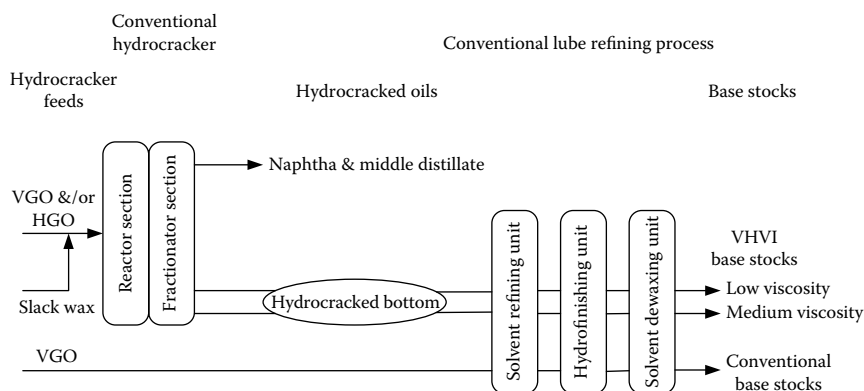 Conventional
hydrocracker
Conventional lube refining process
Hydrocracker
feeds
Hydrocracked oils
Base stocks
Naphtha & middle distillate
VGO &/or
HGO
Reactor section
Fractionator section
Slack wax
Hydrocracked bottom
Solvent refining unit
Hydrofinishing unit
Solvent dewaxing unit
VHVI
base stocks
Low viscosity
Medium viscosity
VGO
Conventional
base stocks